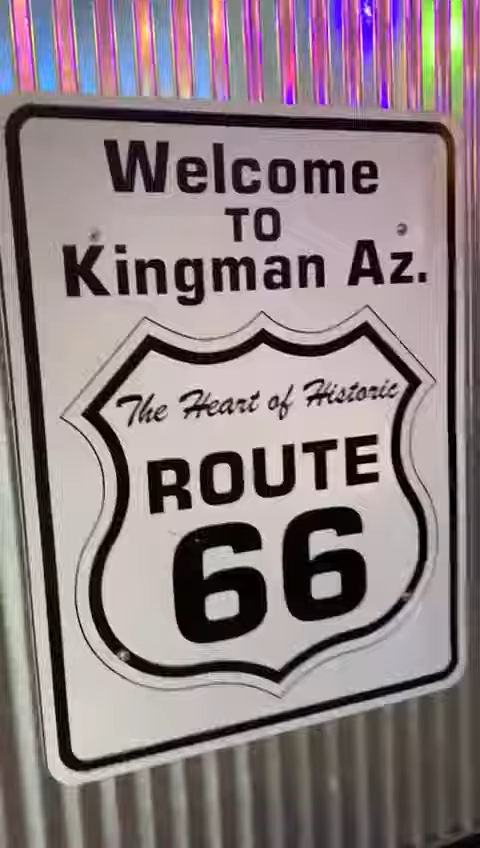 Welcome
TO
Kingman Az.
The Heart of Historic
ROUTE
66